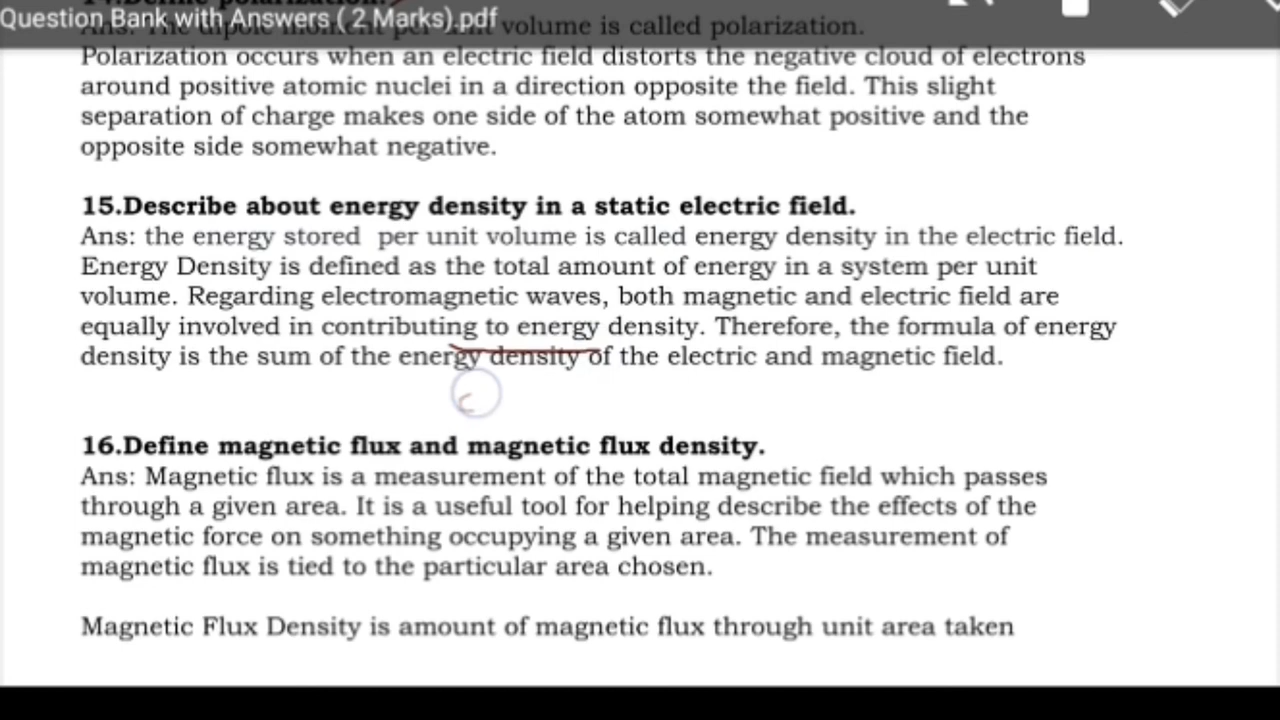 14.Define polarization.
Question Bank with Answers ( 2 Marks).pdf
Ans: The dipole moment per unit volume is called polarization.
Polarization occurs when an electric field distorts the negative cloud of electrons
around positive atomic nuclei in a direction opposite the field. This slight
separation of charge makes one side of the atom somewhat positive and the
opposite side somewhat negative.
15.Describe about energy density in a static electric field.
Ans: the energy stored  per unit volume is called energy density in the electric field.
Energy Density is defined as the total amount of energy in a system per unit
volume. Regarding electromagnetic waves, both magnetic and electric field are
equally involved in contributing to energy density. Therefore, the formula of energy
density is the sum of the energy density of the electric and magnetic field.
16.Define magnetic flux and magnetic flux density.
Ans: Magnetic flux is a measurement of the total magnetic field which passes
through a given area. It is a useful tool for helping describe the effects of the
magnetic force on something occupying a given area. The measurement of
magnetic flux is tied to the particular area chosen.
Magnetic Flux Density is amount of magnetic flux through unit area taken